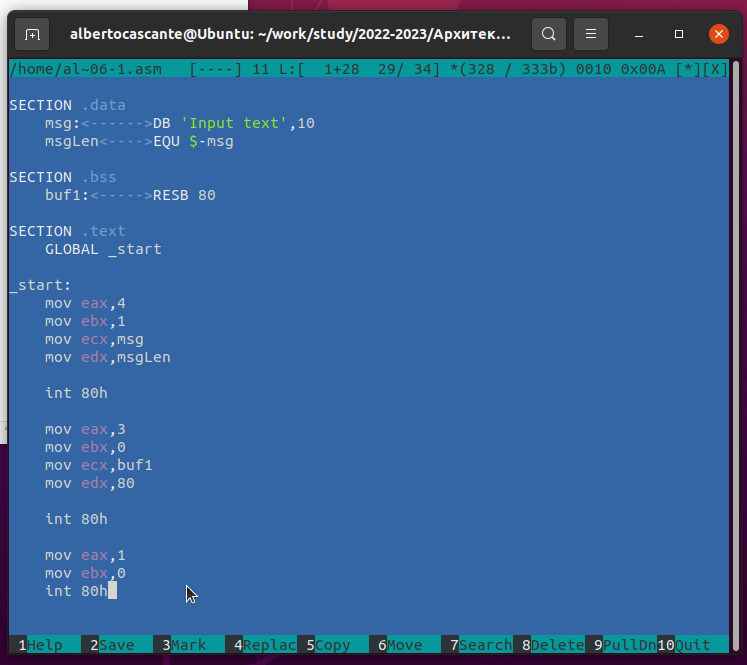 albertocascante@Ubuntu: ~/work/study/2022-2023/Архитек...
/home/al~06-1.asm   [----] 11 L:[  1+28  29/ 34] *(328 / 333b) 0010 0x00A [*][X]
SECTION .data
    msg:<------>DB 'Input text',10
    msgLen<---->EQU $-msg
SECTION .bss
    buf1:<----->RESB 80
SECTION .text
    GLOBAL _start
_start:
    mov eax,4
    mov ebx,1
    mov ecx,msg
    mov edx,msgLen
    int 80h
    mov eax,3
    mov ebx,0
    mov ecx,buf1
    mov edx,80
    int 80h
    mov eax,1
    mov ebx,0
    int 80h
1Help 2Save 3Mark 4Replac 5Copy 6Move 7Search 8Delete 9PullDn 10Quit